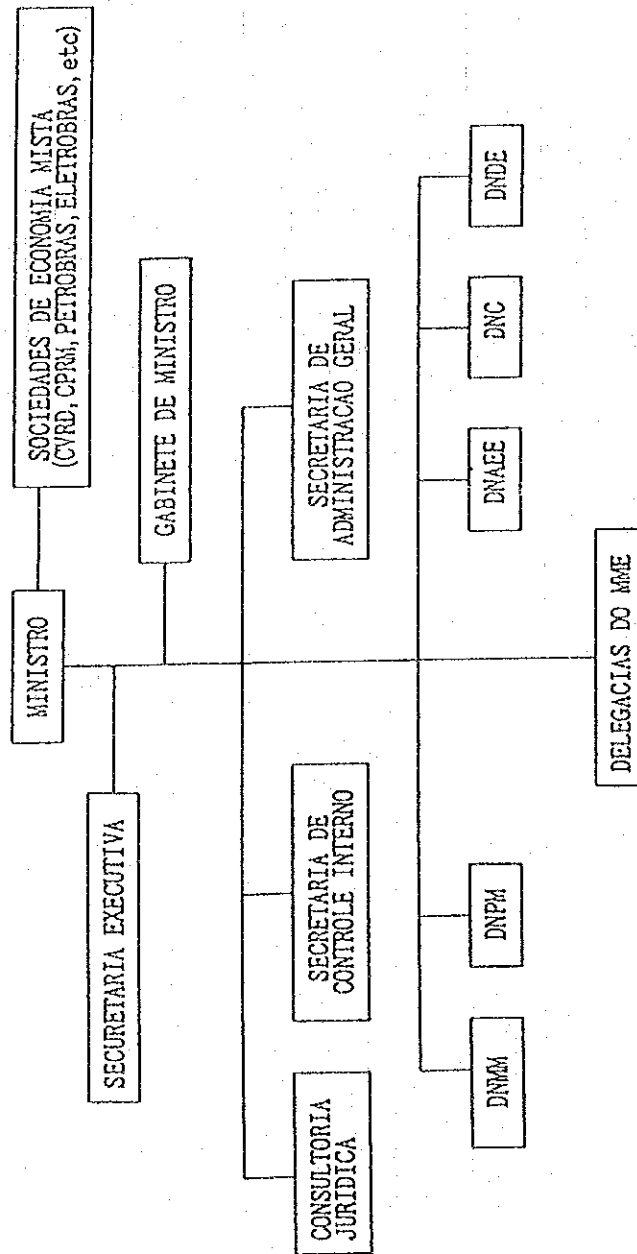 MINISTRO
SOCIEDADES DE ECONOMIA MISTA
(CVRD, CPRM, PETROBRAS, ELETROBRAS, etc)
SECURETARIA EXECUTIVA
GABINETE DE MINISTRO
CONSULTORIA
JURIDICA
SECRETARIA DE
CONTROLE INTERNO
SECRETARIA DE
ADMINISTRACAO GERAL
DNMM
DNPM
DNAEE
DNC
DNDE
DELEGACIAS DO MME